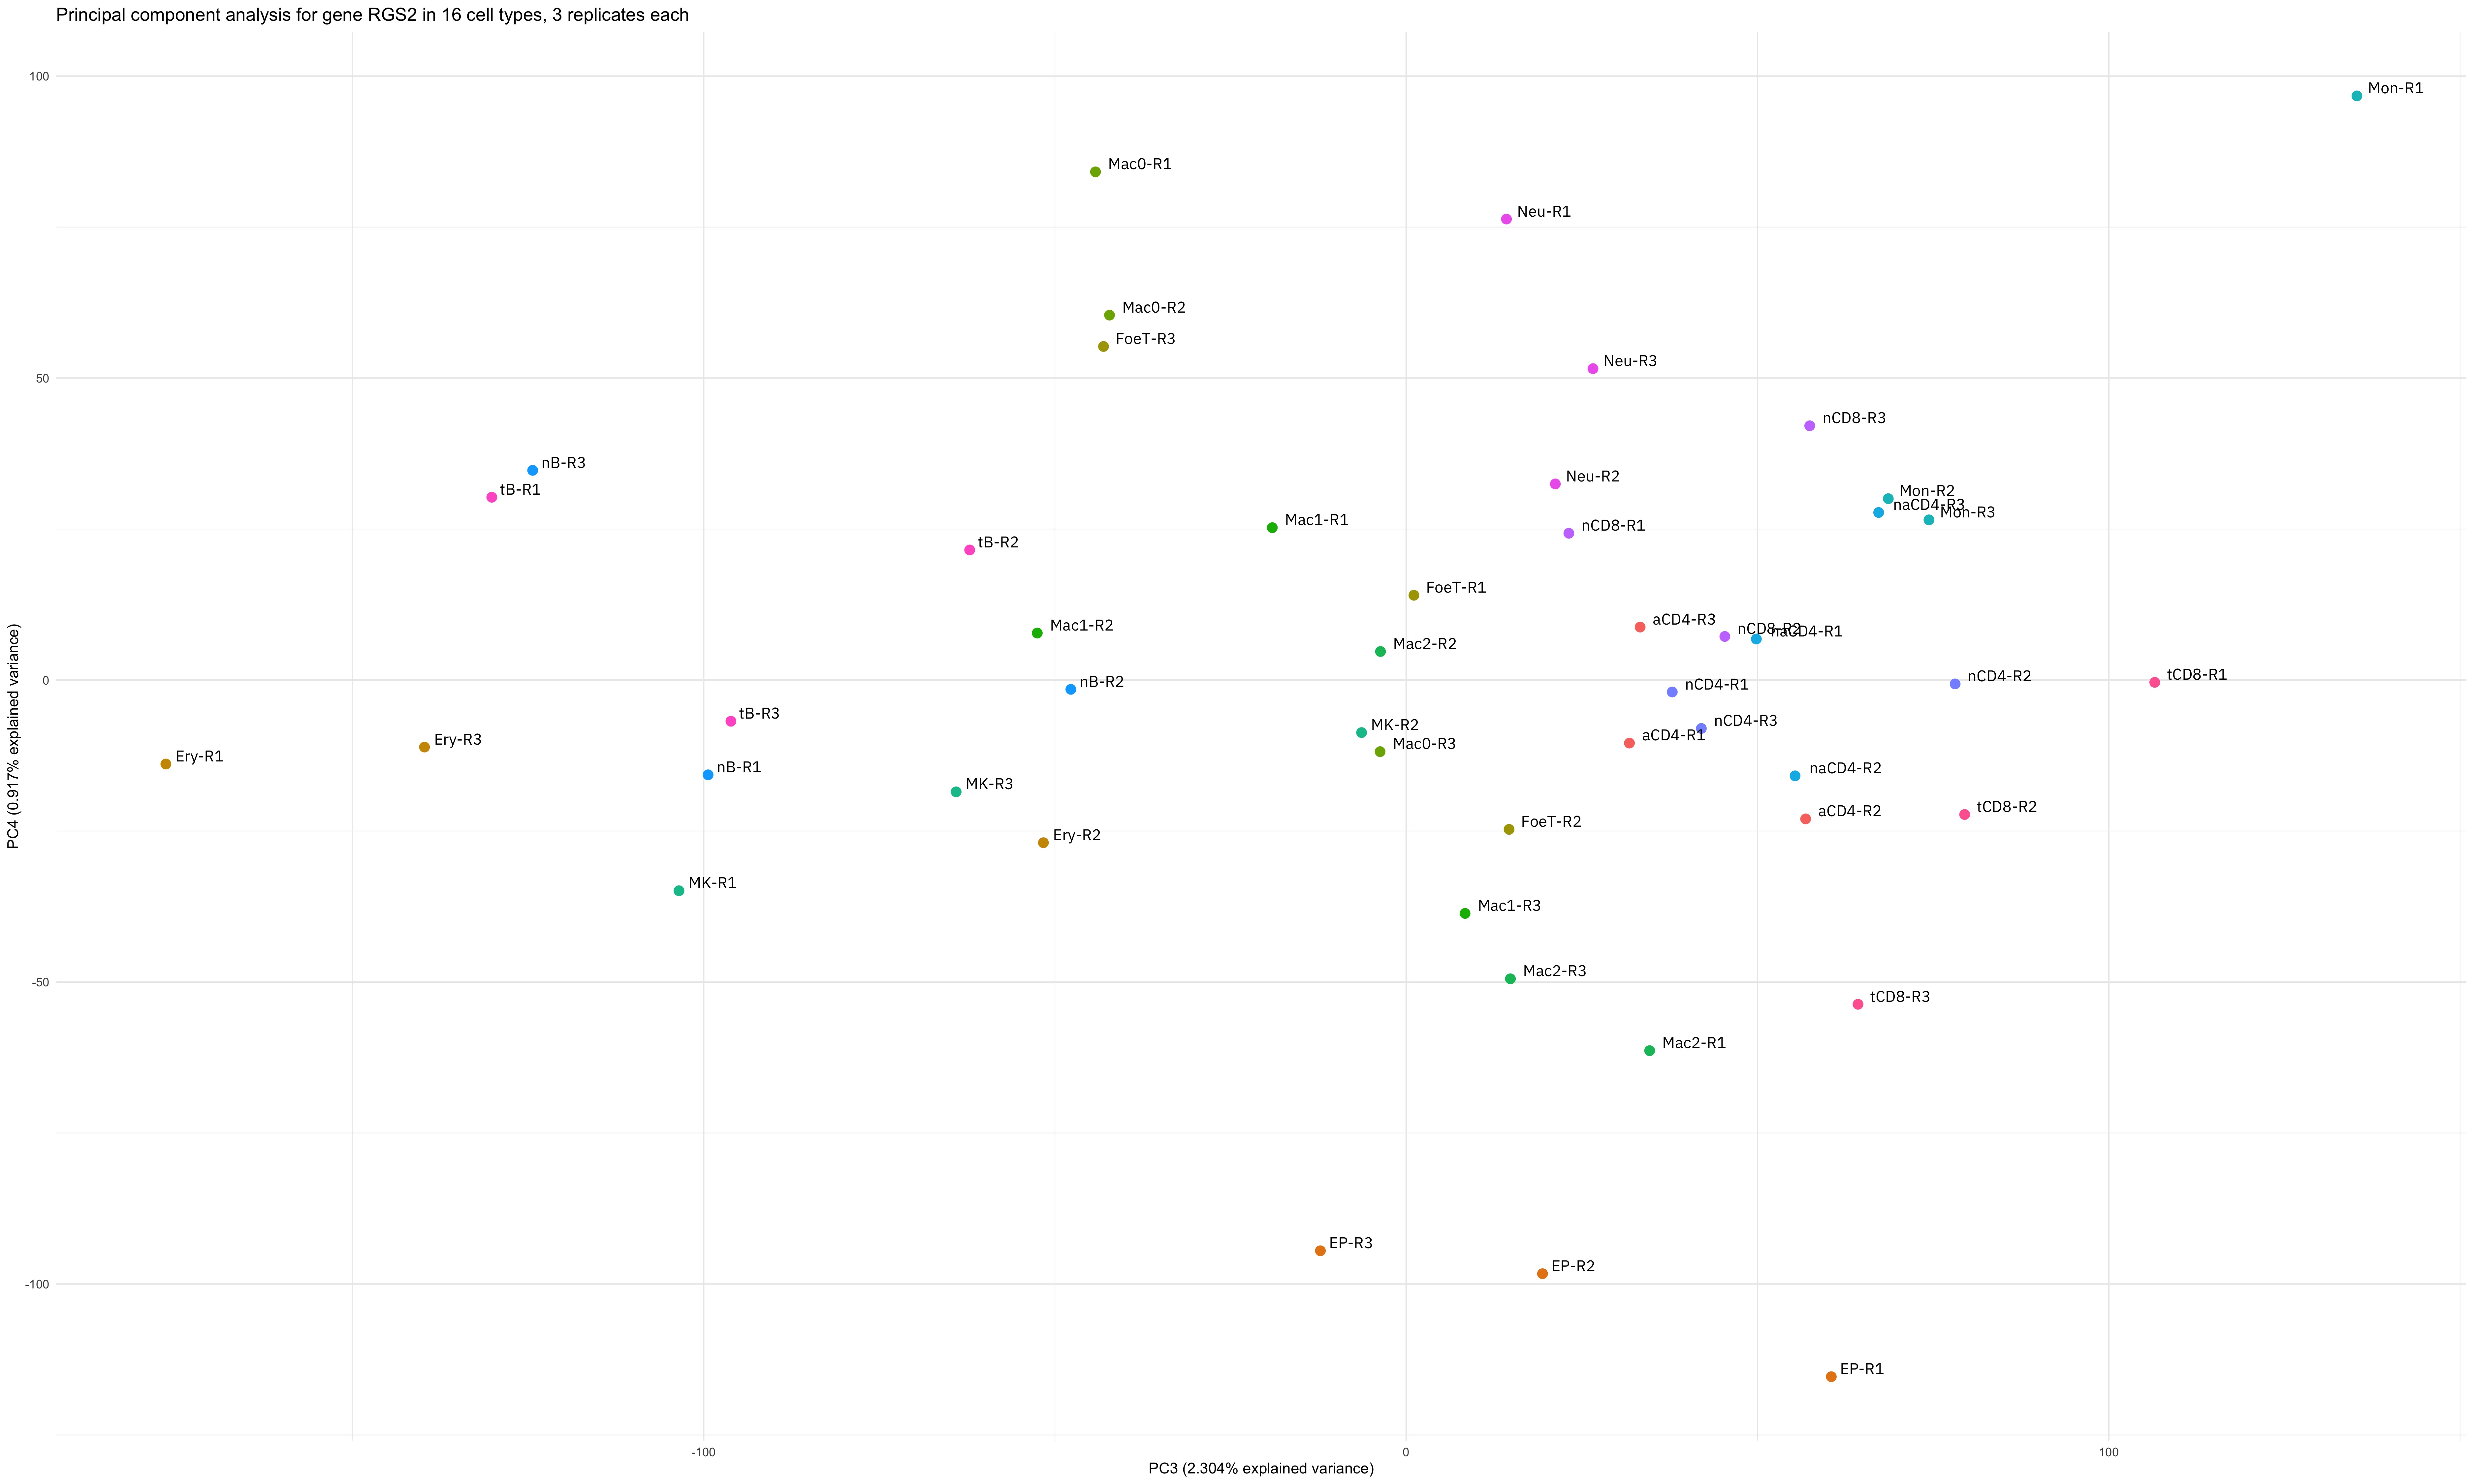 Principal component analysis for gene RGS2 in 16 cell types, 3 replicates each
100
Mon-R1
Mac0-R1
Neu-R1
Mac0-R2
FoeT-R3
Neu-R3
50
nCD8-R3
nB-R3
tB-R1
Neu-R2
Mon-R2
naCD4-R3
Mon-R3
Mac1-R1
nCD8-R1
tB-R2
FoeT-R1
Mac1-R2
aCD4-R3
nCD8-R2
naCD4-R1
Mac2-R2
0
nB-R2
nCD4-R1
nCD4-R2
tCD8-R1
tB-R3
MK-R2
nCD4-R3
Ery-R1
Ery-R3
Mac0-R3
aCD4-R1
nB-R1
naCD4-R2
MK-R3
tCD8-R2
aCD4-R2
FoeT-R2
Ery-R2
MK-R1
Mac1-R3
-50
Mac2-R3
tCD8-R3
Mac2-R1
EP-R3
EP-R2
-100
EP-R1
PC4 (0.917% explained variance)
-100
0
100
PC3 (2.304% explained variance)